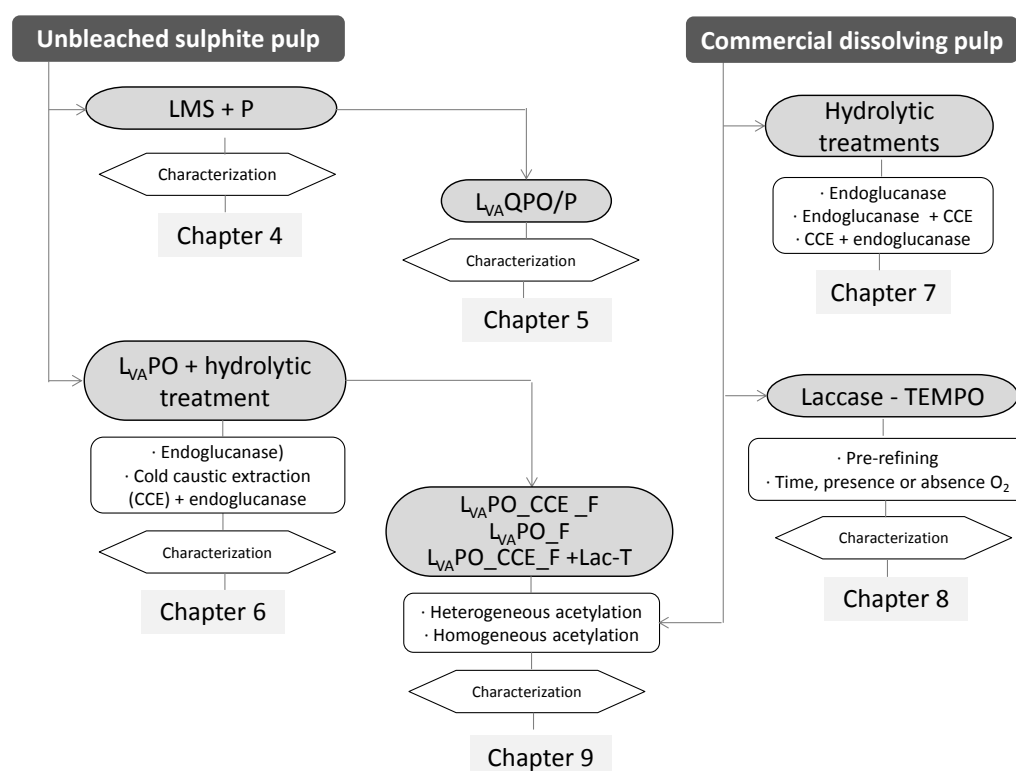 Unbleached sulphite pulp
LMS + P
Characterization
Chapter 4
LVAQPO/P
Characterization
Chapter 5
LVAPO + hydrolytic
treatment
· Endoglucanase)
· Cold caustic extraction
(CCE) + endoglucanase
Characterization
Chapter 6
LVAPO_CCE _F
LVAPO_F
LVAPO_CCE_F +Lac-T
· Heterogeneous acetylation
· Homogeneous acetylation
Characterization
Chapter 9
Commercial dissolving pulp
Hydrolytic
treatments
· Endoglucanase
· Endoglucanase + CCE
· CCE + endoglucanase
Chapter 7
Laccase - TEMPO
· Pre-refining
· Time, presence or absence O2
Characterization
Chapter 8